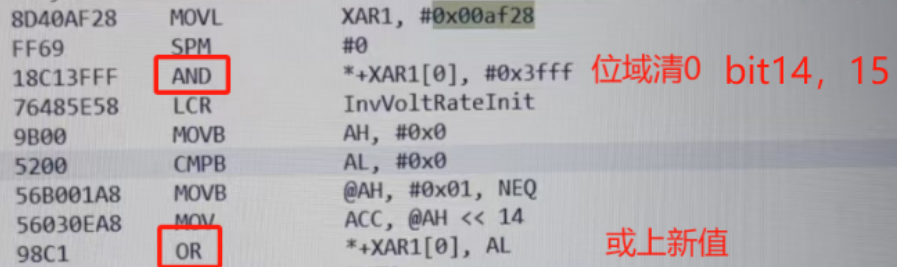 8D40AF28 MOVL XAR1, #0x00af28
FF69 SPM #0
18C13FFF AND *+XAR1[0], #0x3fff 位域清0 bit14，15
76485E58 LCR InvVoltRateInit
9B00 MOVB AH, #0x0
5200 CMPB AL, #0x0
56B001A8 MOVB @AH, #0x01, NEQ
56030EA8 MOV ACC, @AH << 14
98C1 OR *+XAR1[0], AL 或上新值